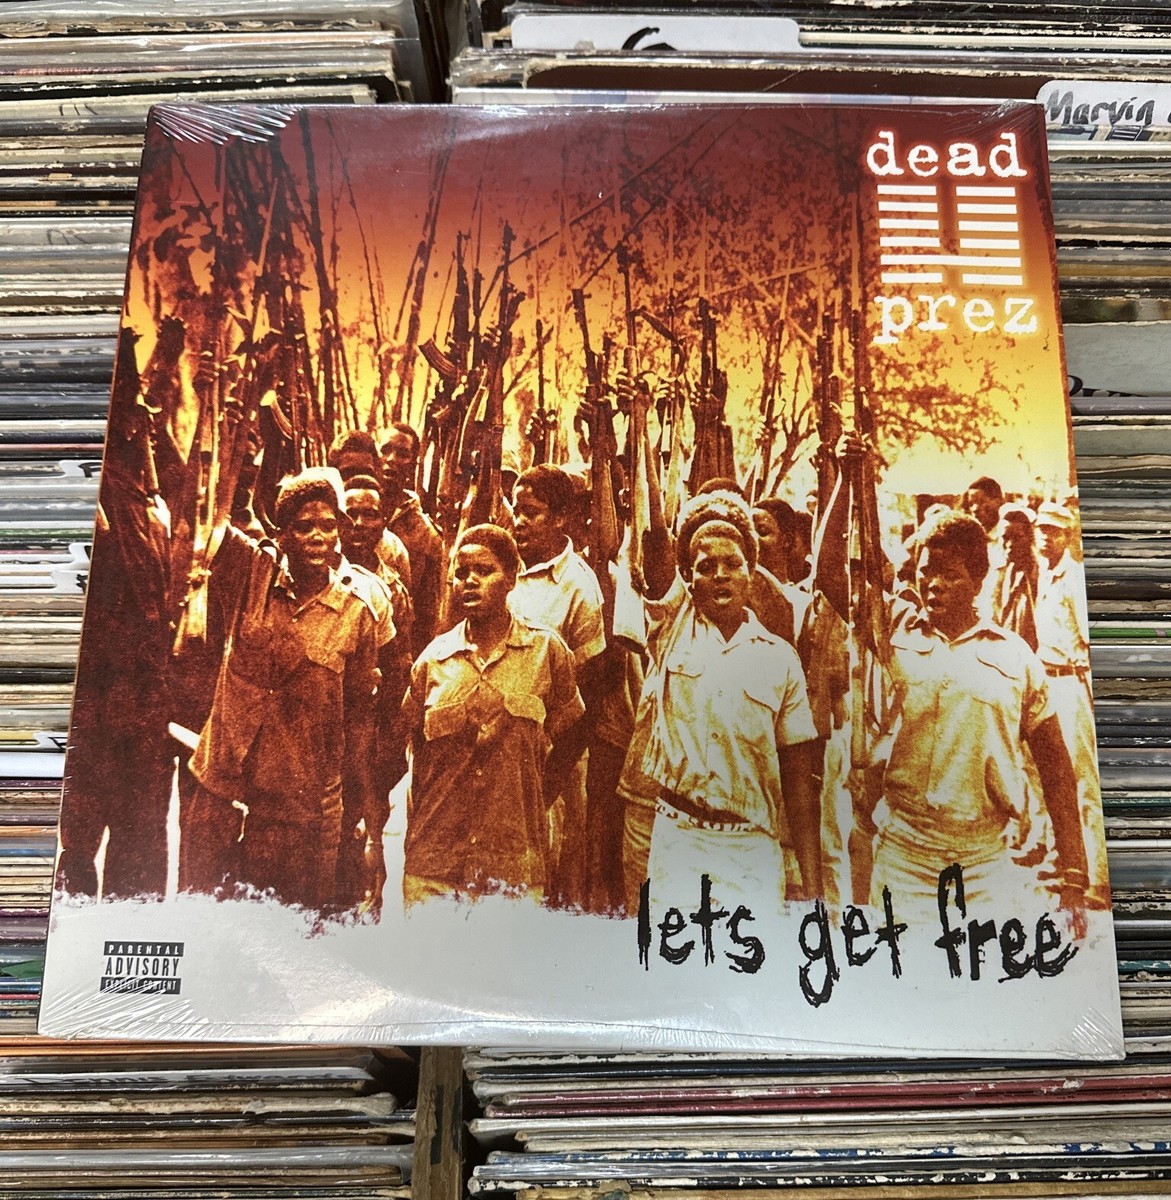 Marvin
dead
prez
lets get free
PARENTAL
ADVISORY
EXPLICIT CONTENT